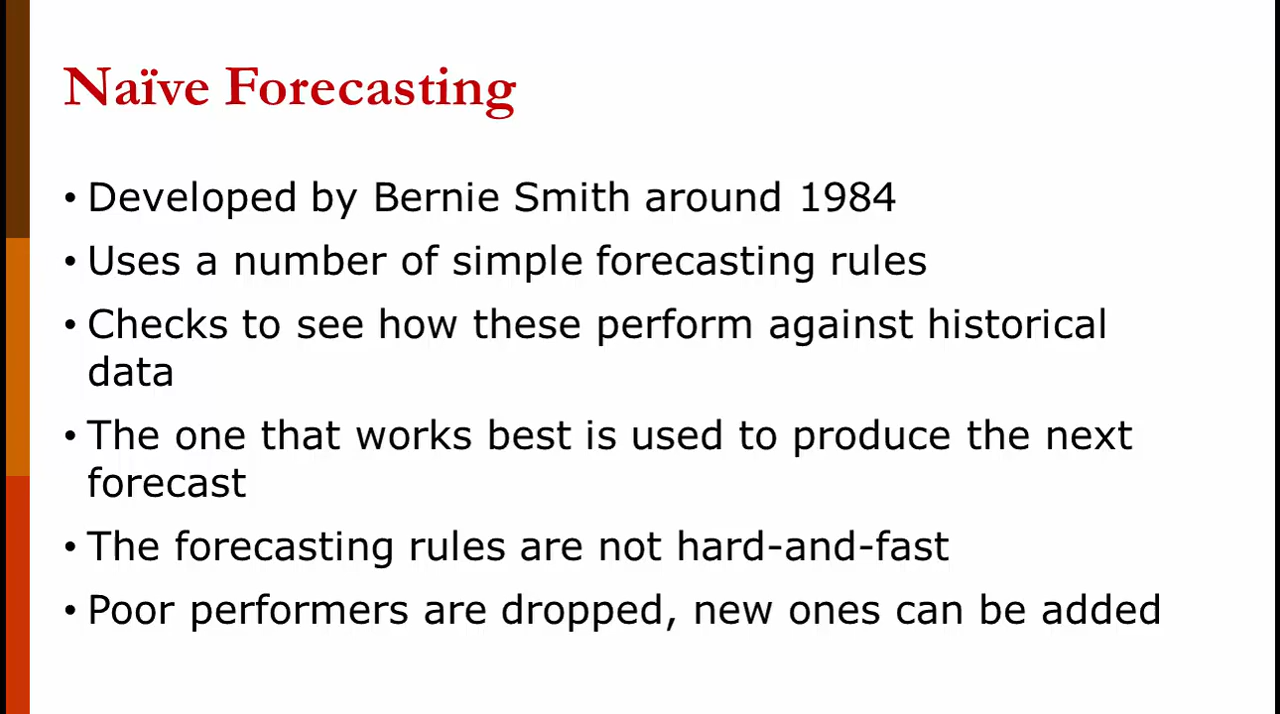 Naïve Forecasting
• Developed by Bernie Smith around 1984
• Uses a number of simple forecasting rules
• Checks to see how these perform against historical
data
• The one that works best is used to produce the next
forecast
• The forecasting rules are not hard-and-fast
• Poor performers are dropped, new ones can be added